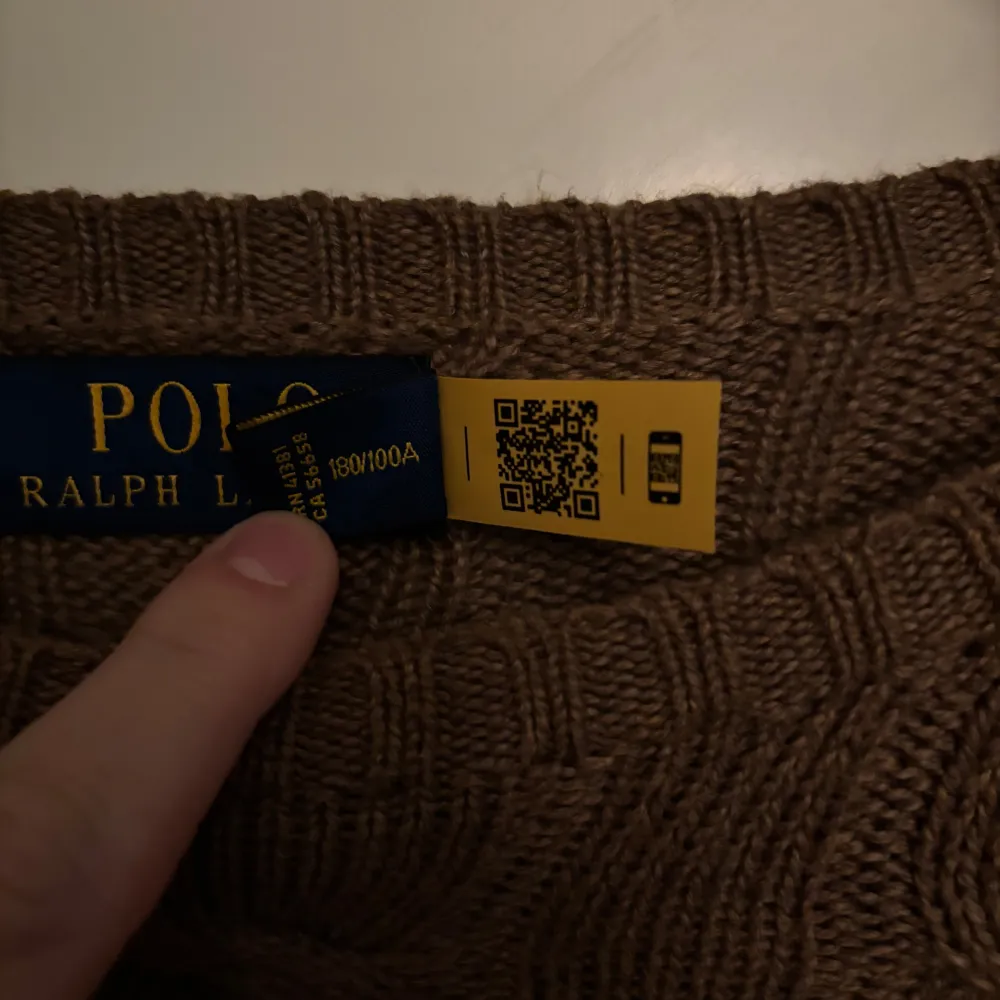 POLO
RALPH L
180/100A
RN 41381
CA 56658